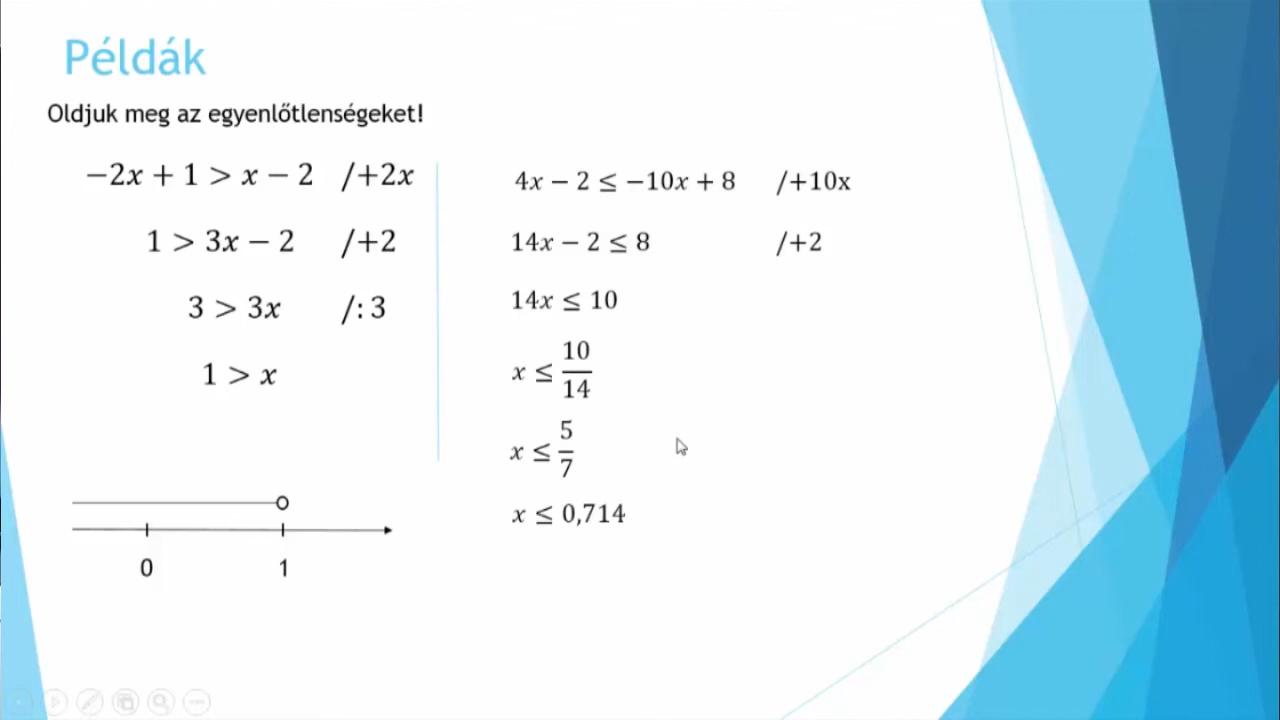 Példák
Oldjuk meg az egyenlőtlenségeket!
−2x + 1 > x − 2 /+2x
1 > 3x − 2 /+2
3 > 3x /: 3
1 > x
0 1
4x − 2 ≤ −10x + 8 /+10x
14x − 2 ≤ 8 /+2
14x ≤ 10
x ≤ 10/14
x ≤ 5/7
x ≤ 0,714